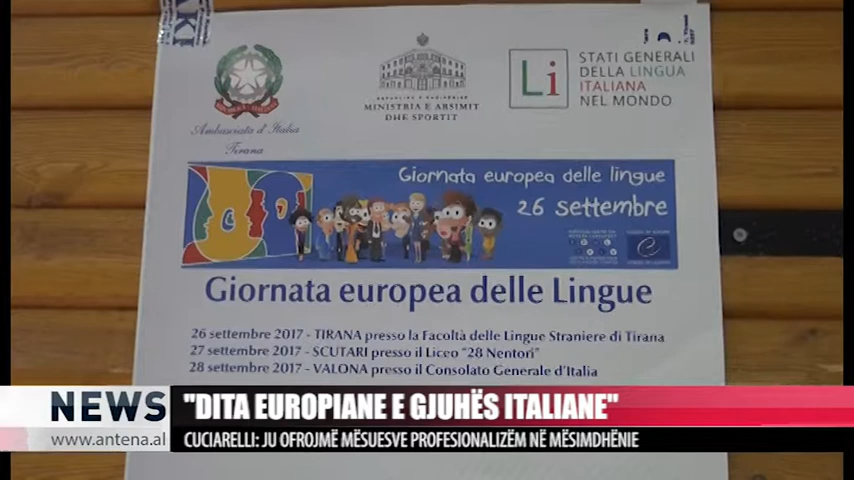 Ambasciata d'Italia
Tirana
MINISTRIA E ARSIMIT
DHE SPORTIT
Li
STATI GENERALI
DELLA LINGUA
ITALIANA
NEL MONDO
Giornata europea delle lingue
26 settembre
Giornata europea delle Lingue
26 settembre 2017 - TIRANA presso la Facoltà delle Lingue Straniere di Tirana
27 settembre 2017 - SCUTARI presso il Liceo "28 Nentori"
28 settembre 2017 - VALONA presso il Consolato Generale d'Italia
NEWS
www.antena.al
"DITA EUROPIANE E GJUHËS ITALIANE"
CUCIARELLI: JU OFROJMË MËSUESVE PROFESIONALIZËM NË MËSIMDHËNIE